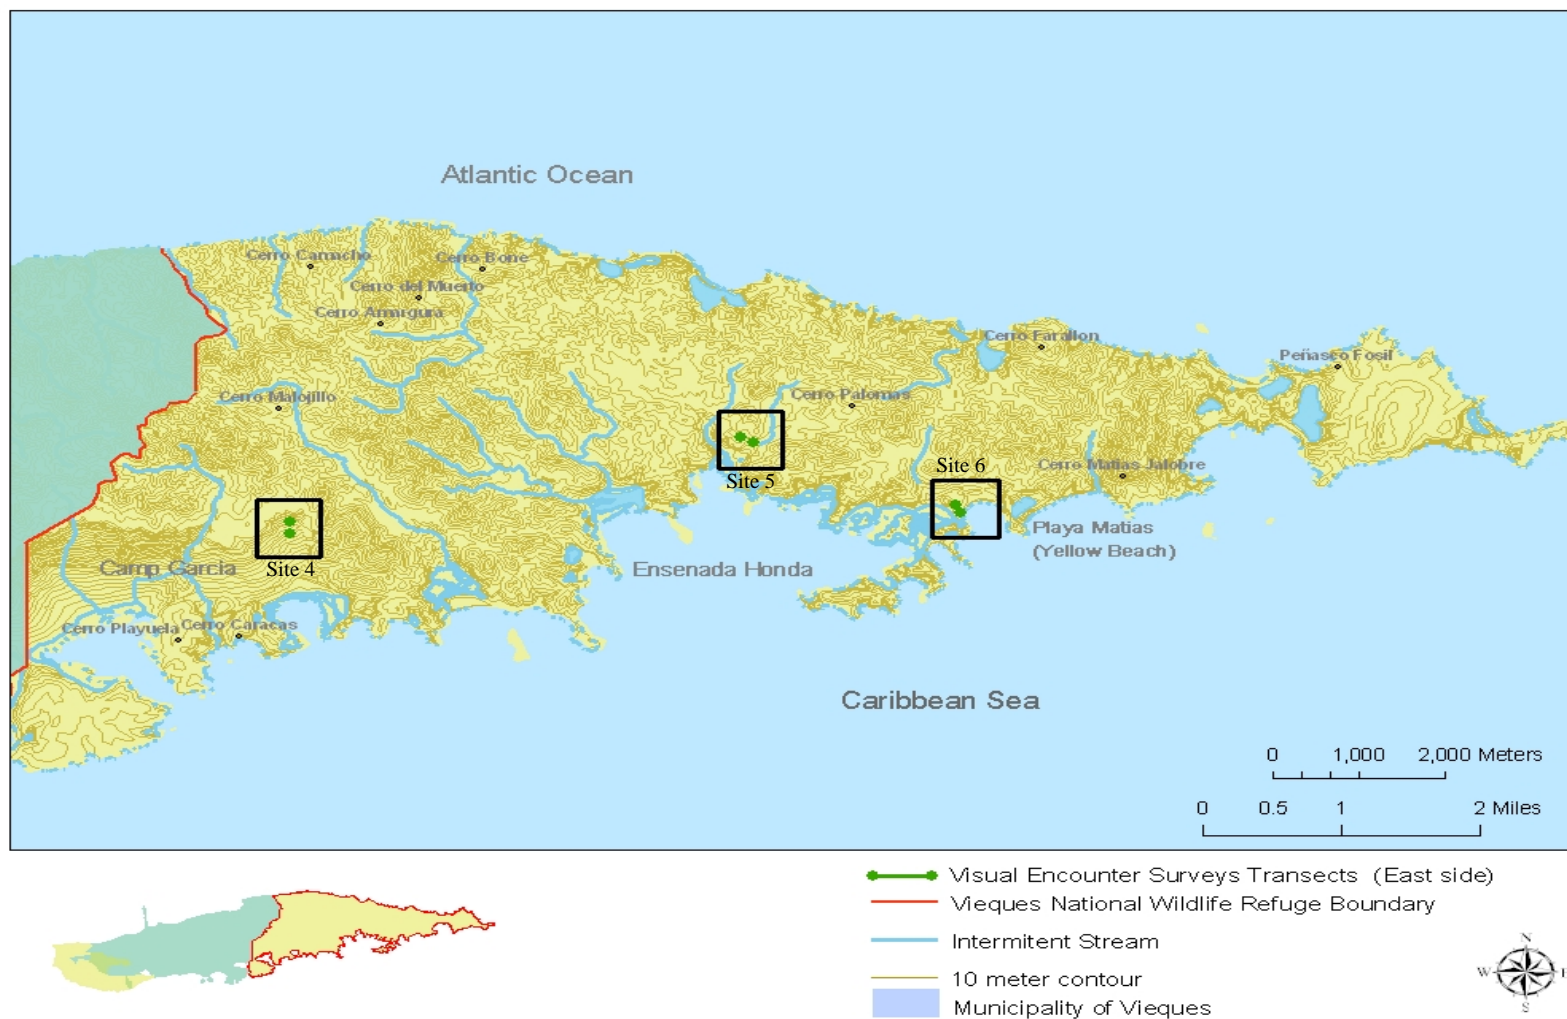 Atlantic Ocean
Cerro Camacho
Cerro Bone
Cerro del Muerto
Cerro Amargura
Cerro Farallon
Peñasco Fosil
Cerro Malojillo
Cerro Palomas
Site 5
Site 6
Cerro Matias Jalobre
Playa Matias
(Yellow Beach)
Camp Garcia
Site 4
Ensenada Honda
Cerro Playuela
Cerro Caracas
Caribbean Sea
0 1,000 2,000 Meters
0 0.5 1 2 Miles
Visual Encounter Surveys Transects (East side)
Vieques National Wildlife Refuge Boundary
Intermitent Stream
10 meter contour
Municipality of Vieques
N
W E
S